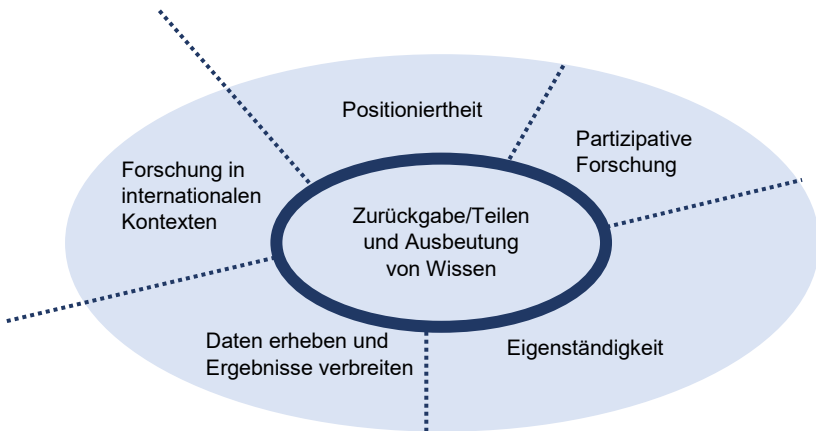 Positioniertheit
Partizipative
Forschung
Forschung in
internationalen
Kontexten
Zurückgabe/Teilen
und Ausbeutung
von Wissen
Daten erheben und
Ergebnisse verbreiten
Eigenständigkeit